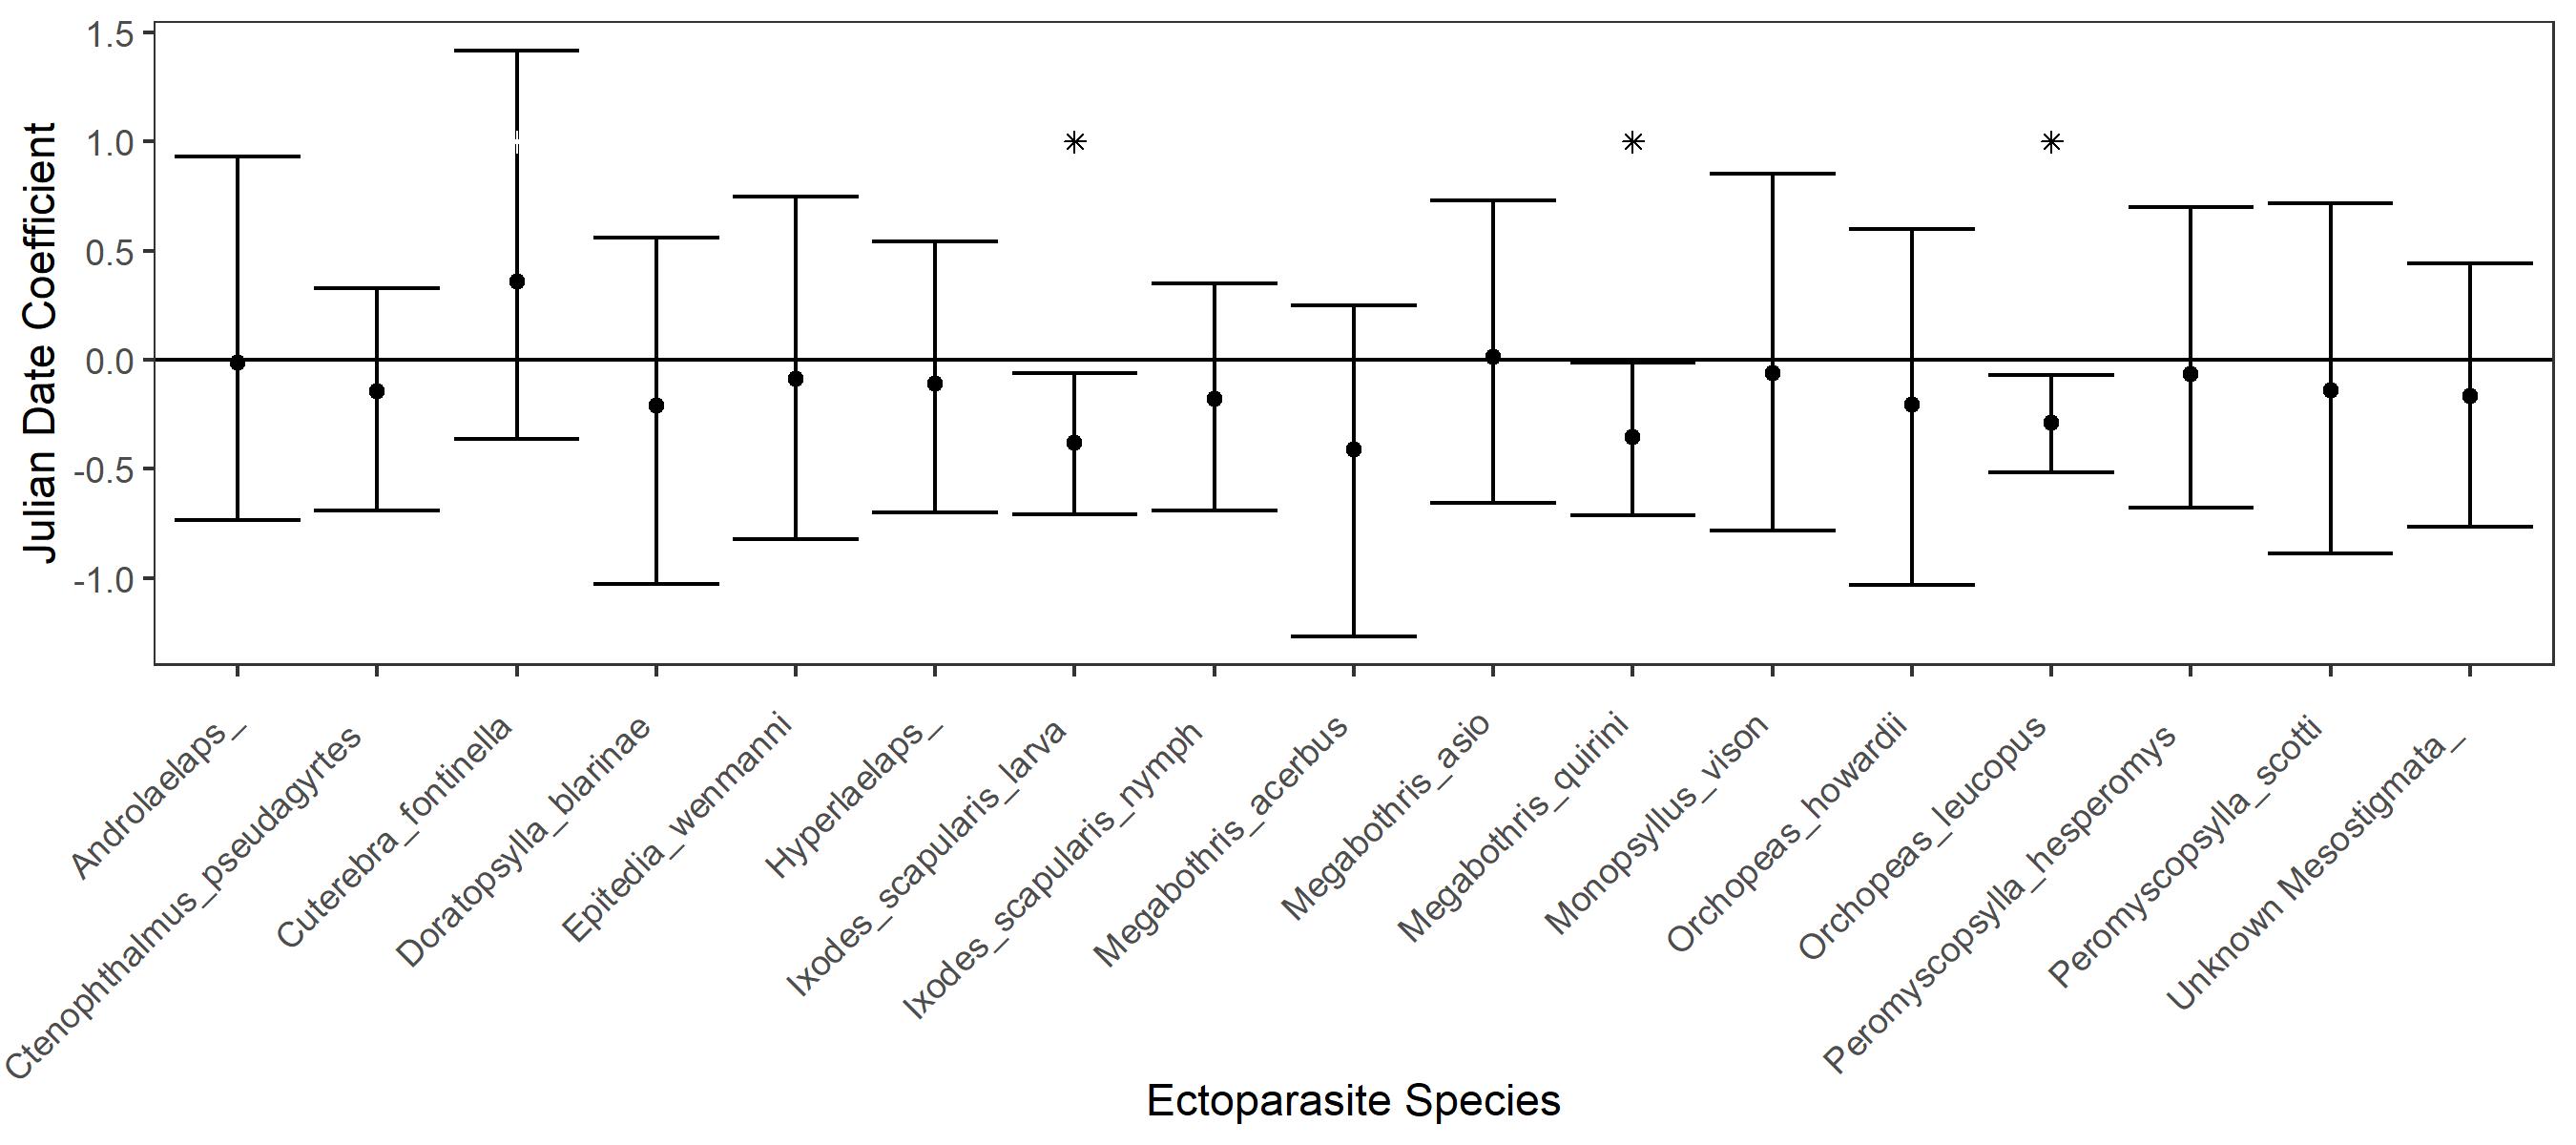 Julian Date Coefficient
1.5
1.0
0.5
0.0
-0.5
-1.0
Androlaelaps_
Ctenophthalmus_pseudagyrtes
Cuterebra_fontinella
Doratopsylla_blarinae
Epitedia_wenmanni
Hyperlaelaps_
Ixodes_scapularis_larva
Ixodes_scapularis_nymph
Megabothris_acerbus
Megabothris_asio
Megabothris_quirini
Monopsyllus_vison
Orchopeas_howardii
Orchopeas_leucopus
Peromyscopsylla_hesperomys
Peromyscopsylla_scotti
Unknown Mesostigmata_
Ectoparasite Species